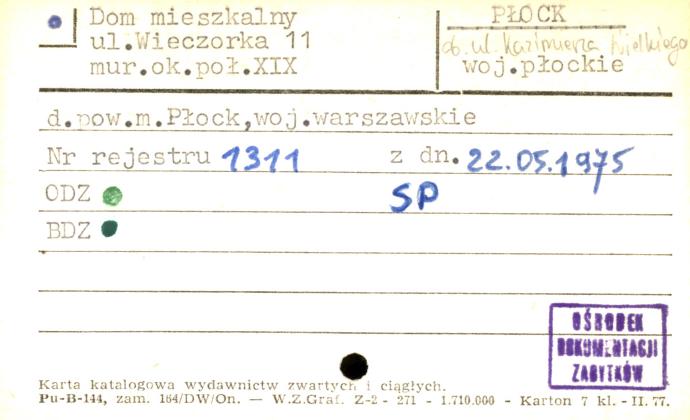 Dom mieszkalny
ul.Wieczorka 11
mur.ok.poł.XIX
PŁOCK
ob. ul. Kazimierza Wielkiego
woj.płockie
d.pow.m.Płock,woj.warszawskie
Nr rejestru 1311 z dn. 22.05.1975
ODZ SP
BDZ
OŚRODEK
DOKUMENTACJI
ZABYTKÓW
Karta katalogowa wydawnictw zwartych i ciągłych.
Pu-B-144, zam. 164/DW/On. — W.Z.Graf. Z-2 - 271 - 1.710.000 - Karton 7 kl. - II. 77.